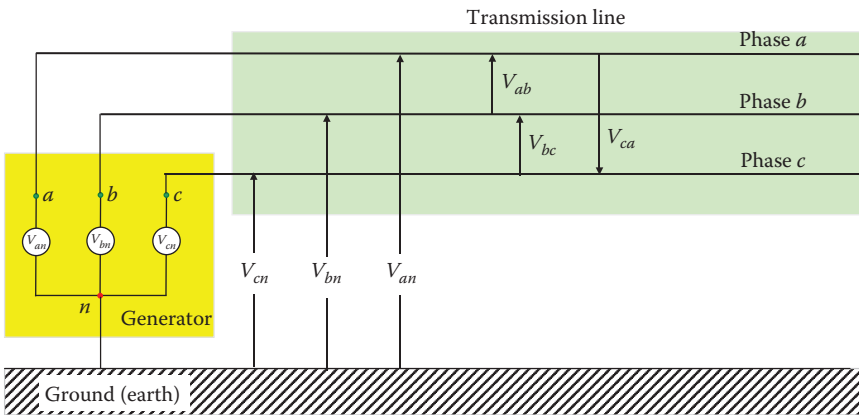 Transmission line
Phase a
V_ab
Phase b
V_bc
V_ca
Phase c
a
b
c
V_an
V_bn
V_cn
V_cn
V_bn
V_an
n
Generator
Ground (earth)